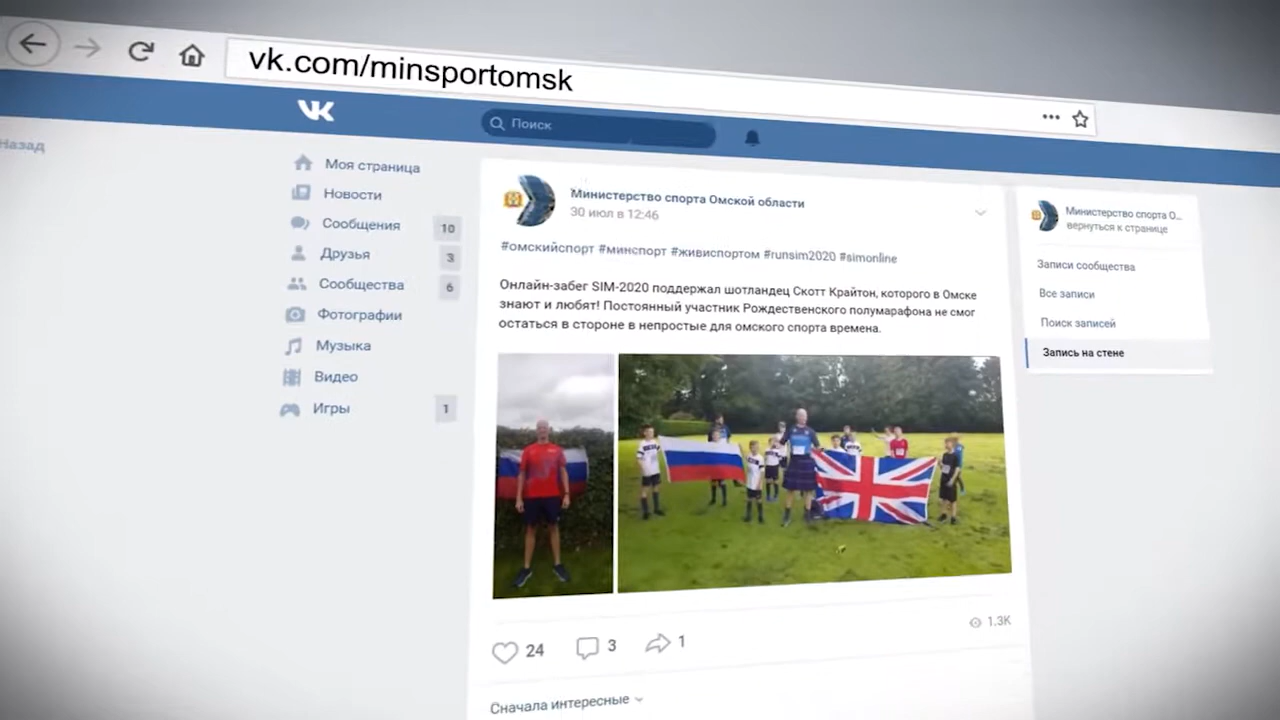 vk.com/minsportomsk
Поиск
Назад
Моя страница
Новости
Сообщения 10
Друзья 3
Сообщества 6
Фотографии
Музыка
Видео
Игры 1
Министерство спорта Омской области
30 июл в 12:46
#омскийспорт #минспорт #живиспортом #runsim2020 #simonline
Онлайн-забег SIM-2020 поддержал шотландец Скотт Крайтон, которого в Омске
знают и любят! Постоянный участник Рождественского полумарафона не смог
остаться в стороне в непростые для омского спорта времена.
24 3 1 1.3K
Сначала интересные
Министерство спорта О...
вернуться к странице
Записи сообщества
Все записи
Поиск записей
Запись на стене